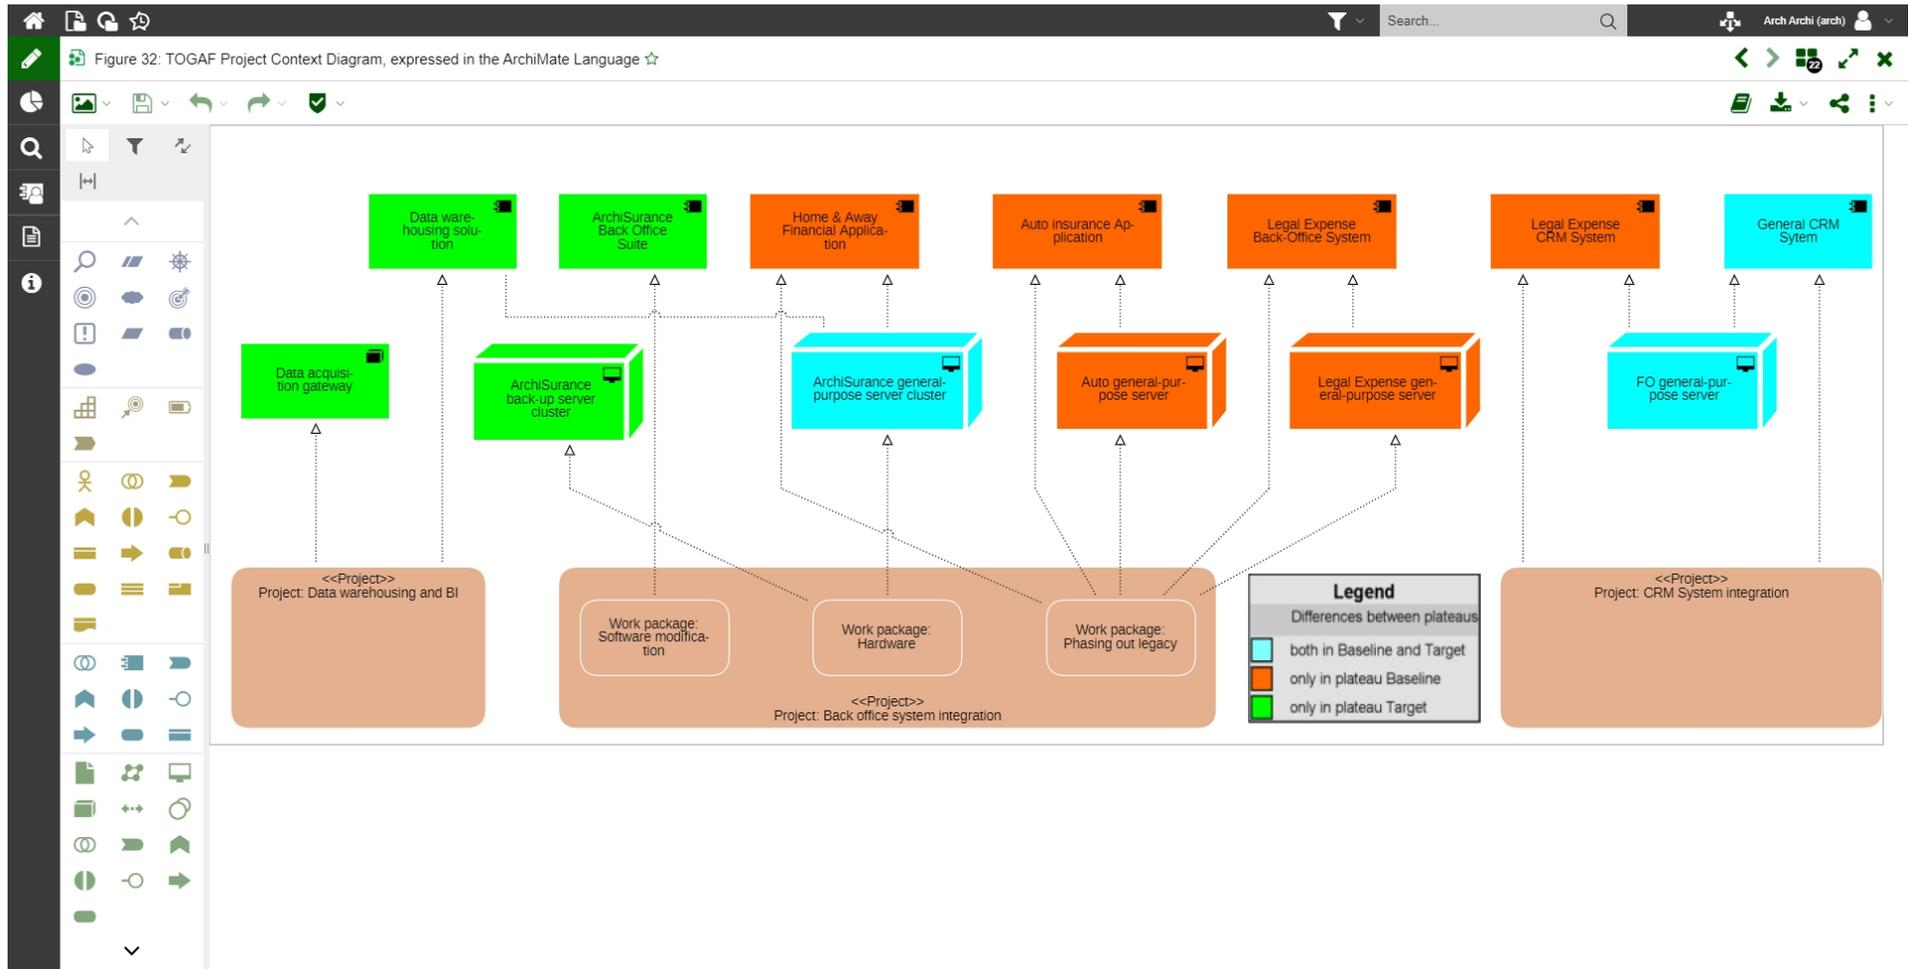 Search...
Arch Archi (arch)
Figure 32: TOGAF Project Context Diagram, expressed in the ArchiMate Language
22
Data ware-
housing solu-
tion
ArchiSurance
Back Office
Suite
Home & Away
Financial Applica-
tion
Auto insurance Ap-
plication
Legal Expense
Back-Office System
Legal Expense
CRM System
General CRM
Sytem
Data acquisi-
tion gateway
ArchiSurance
back-up server
cluster
ArchiSurance general-
purpose server cluster
Auto general-pur-
pose server
Legal Expense gen-
eral-purpose server
FO general-pur-
pose server
<<Project>>
Project: Data warehousing and BI
Work package:
Software modifica-
tion
Work package:
Hardware
Work package:
Phasing out legacy
<<Project>>
Project: Back office system integration
Legend
Differences between plateaus
both in Baseline and Target
only in plateau Baseline
only in plateau Target
<<Project>>
Project: CRM System integration